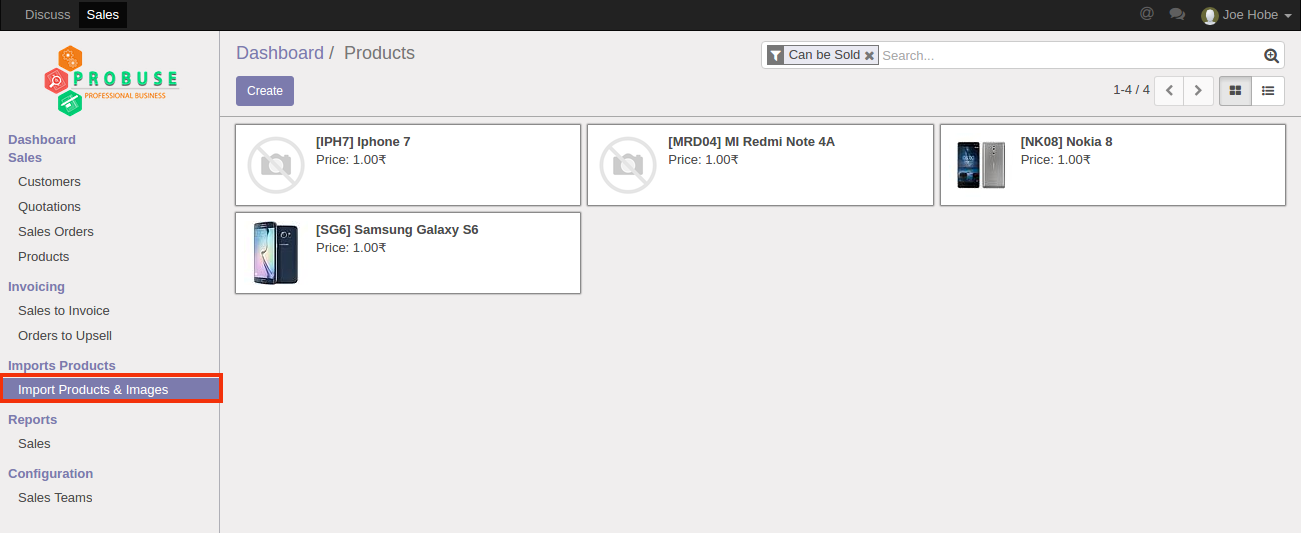 Discuss Sales @ Joe Hobe
PROBUSE
PROFESSIONAL BUSINESS
Dashboard / Products
Can be Sold Search...
Create
1-4 / 4
Dashboard
Sales
Customers
Quotations
Sales Orders
Products
Invoicing
Sales to Invoice
Orders to Upsell
Imports Products
Import Products & Images
Reports
Sales
Configuration
Sales Teams
[IPH7] Iphone 7
Price: 1.00₹
[MRD04] MI Redmi Note 4A
Price: 1.00₹
[NK08] Nokia 8
Price: 1.00₹
[SG6] Samsung Galaxy S6
Price: 1.00₹